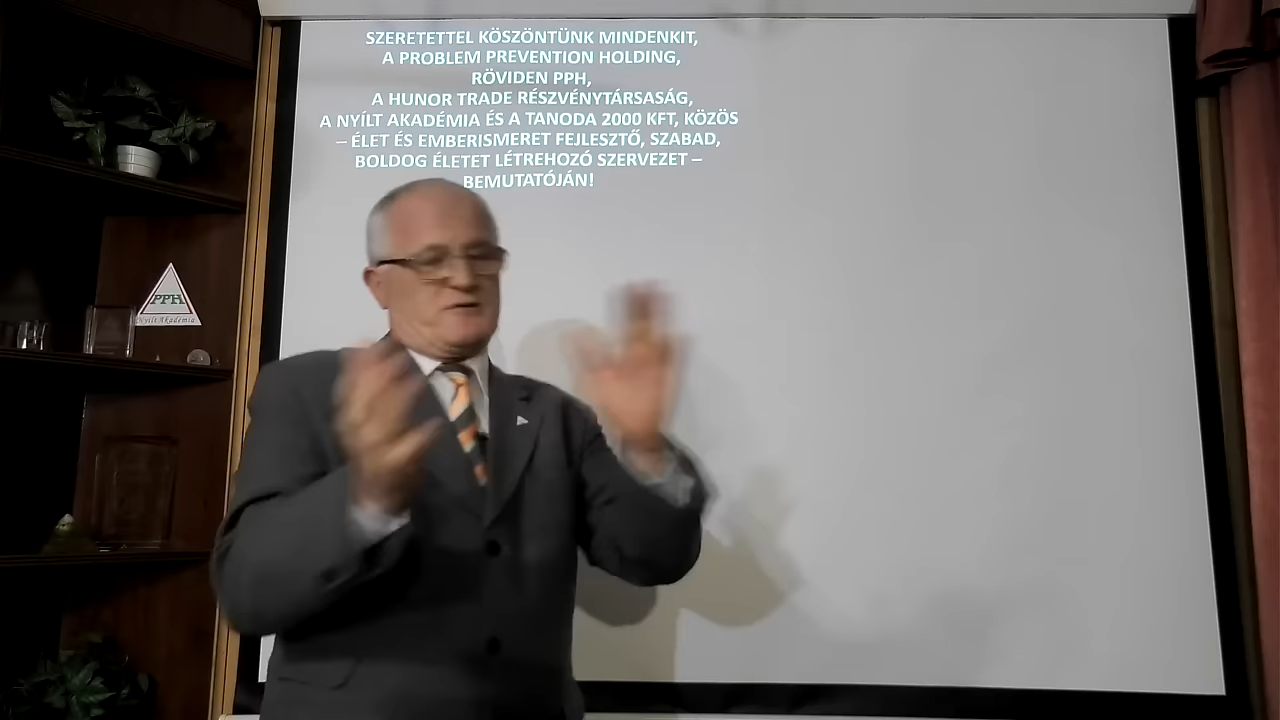 SZERETETTEL KÖSZÖNTÜNK MINDENKIT,
A PROBLEM PREVENTION HOLDING,
RÖVIDEN PPH,
A HUNOR TRADE RÉSZVÉNYTÁRSASÁG,
A NYÍLT AKADÉMIA ÉS A TANODA 2000 KFT, KÖZÖS
– ÉLET ÉS EMBERISMERET FEJLESZTŐ, SZABAD,
BOLDOG ÉLETET LÉTREHOZÓ SZERVEZET –
BEMUTATÓJÁN!
PPH
Nyílt Akadémia